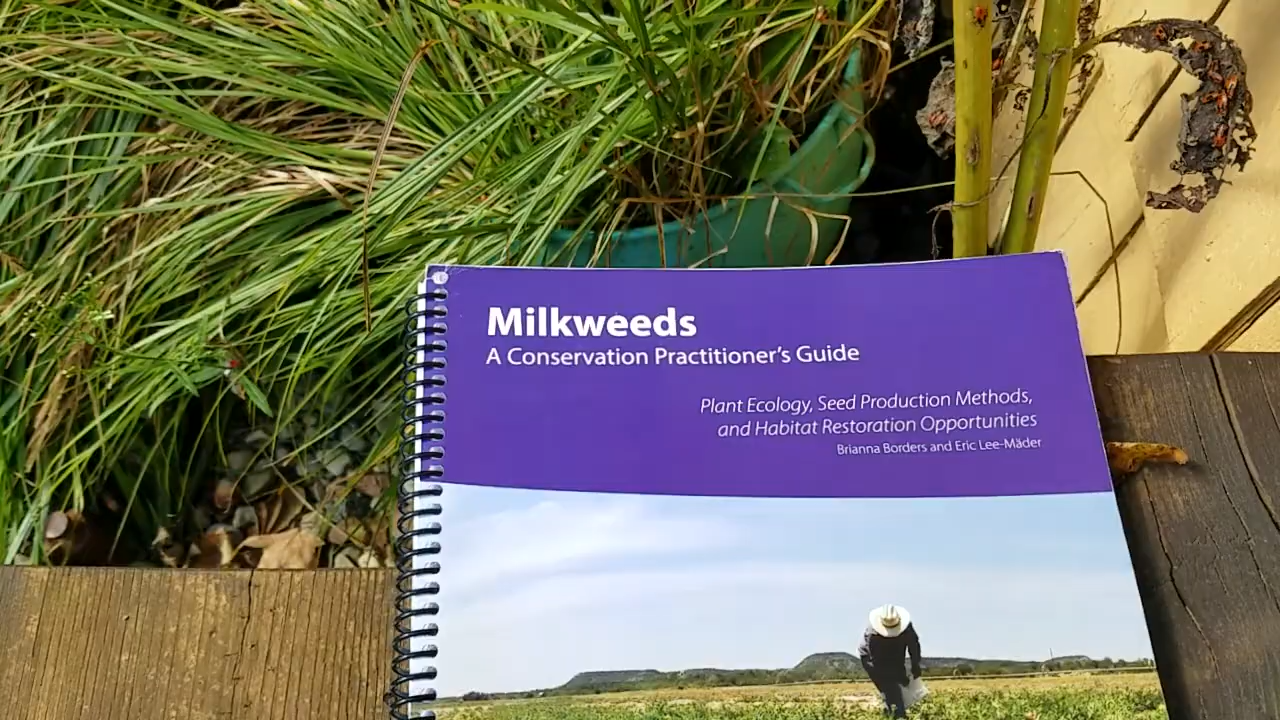 Milkweeds
A Conservation Practitioner's Guide
Plant Ecology, Seed Production Methods,
and Habitat Restoration Opportunities
Brianna Borders and Eric Lee-Mäder